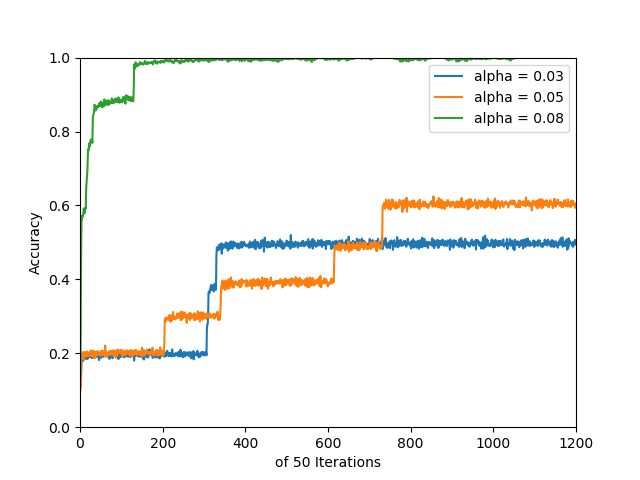 1.0
0.8
0.6
0.4
0.2
0.0
Accuracy
alpha = 0.03
alpha = 0.05
alpha = 0.08
0 200 400 600 800 1000 1200
of 50 Iterations